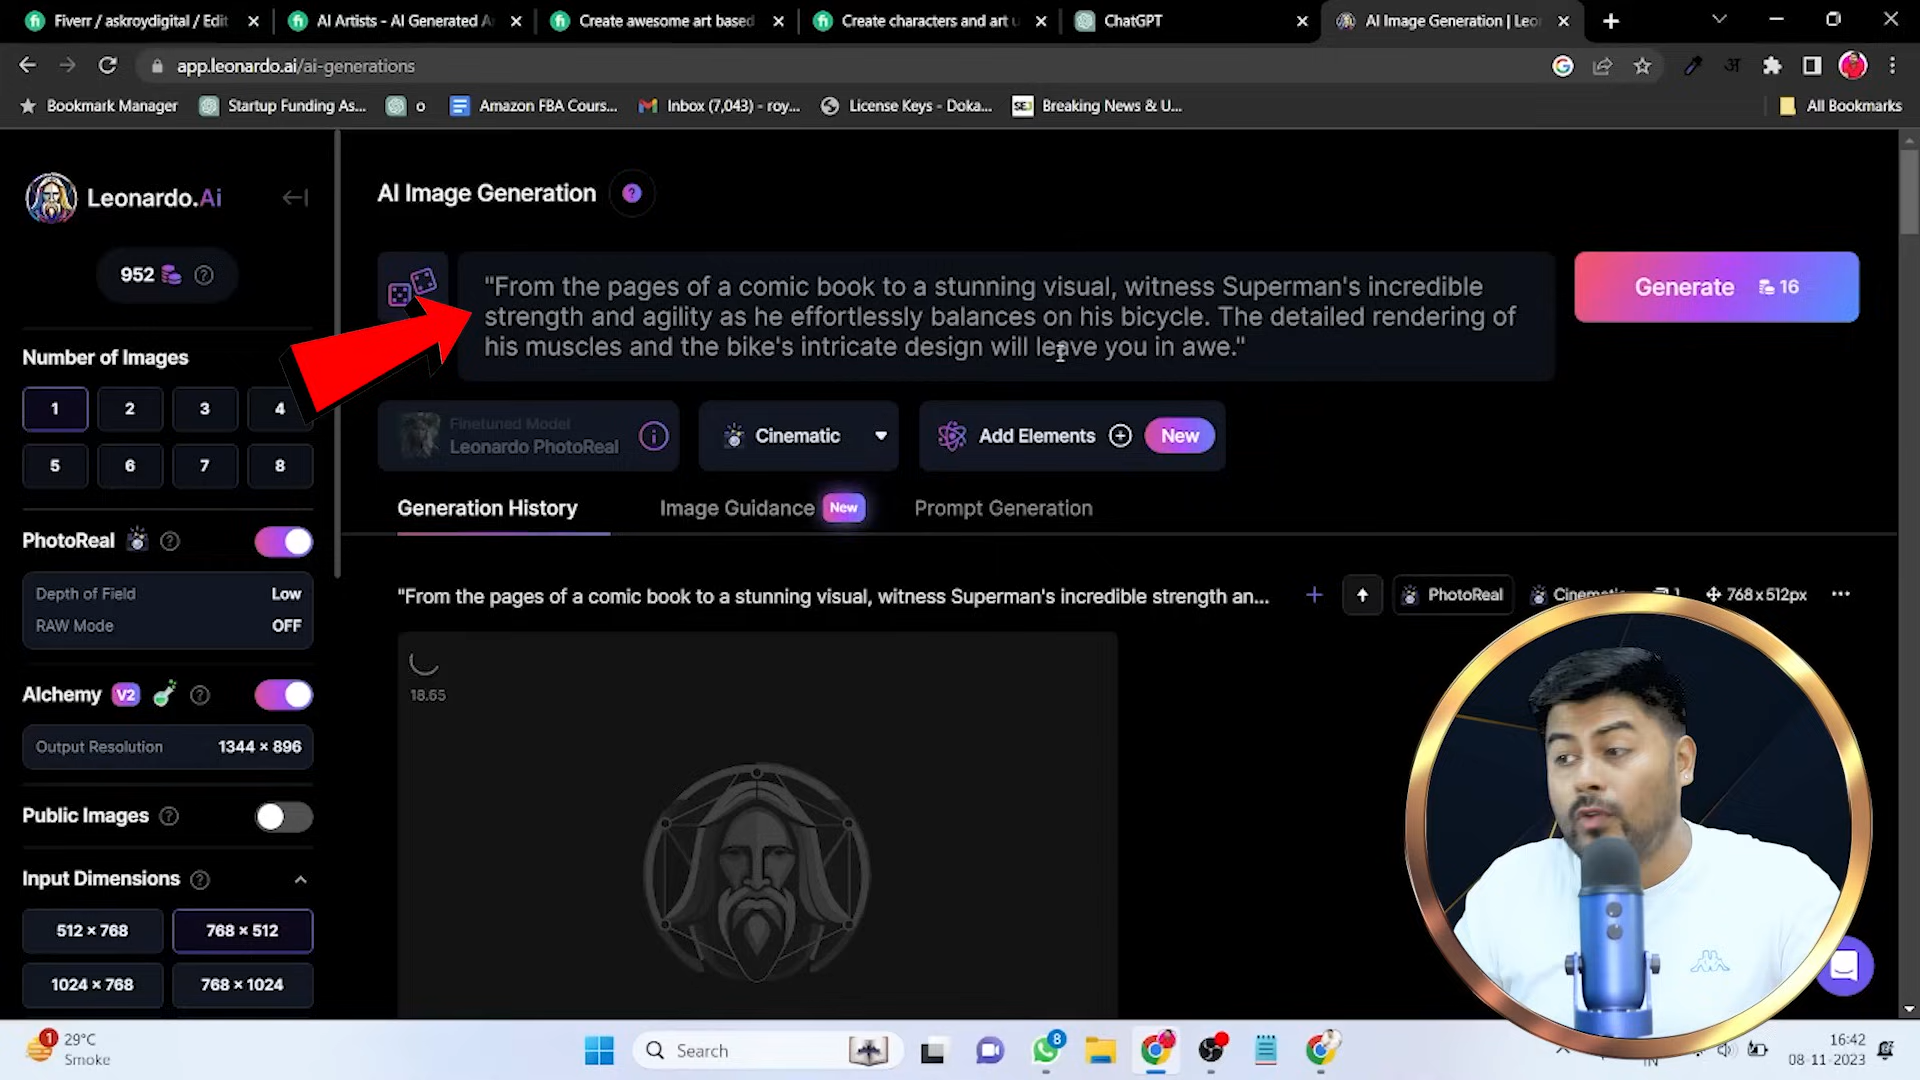 Fiverr / askroydigital / Edit
AI Artists - AI Generated A
Create awesome art based
Create characters and art u
ChatGPT
AI Image Generation | Leon
app.leonardo.ai/ai-generations
Bookmark Manager
Startup Funding As...
o
Amazon FBA Cours...
Inbox (7,043) - roy...
License Keys - Doka...
SEJ
Breaking News & U...
All Bookmarks
Leonardo.Ai
952
AI Image Generation
"From the pages of a comic book to a stunning visual, witness Superman's incredible
strength and agility as he effortlessly balances on his bicycle. The detailed rendering of
his muscles and the bike's intricate design will leave you in awe."
Generate 16
Number of Images
1 2 3 4
5 6 7 8
Finetuned Model
Leonardo PhotoReal
Cinematic
Add Elements
New
Generation History
Image Guidance New
Prompt Generation
PhotoReal
Depth of Field Low
RAW Mode OFF
"From the pages of a comic book to a stunning visual, witness Superman's incredible strength an...
PhotoReal
1
768 x 512px
18.65
Alchemy V2
Output Resolution 1344 × 896
Public Images
Input Dimensions
512 × 768
768 × 512
1024 × 768
768 × 1024
1
29°C
Smoke
Search
8
IN
16:42
08-11-2023